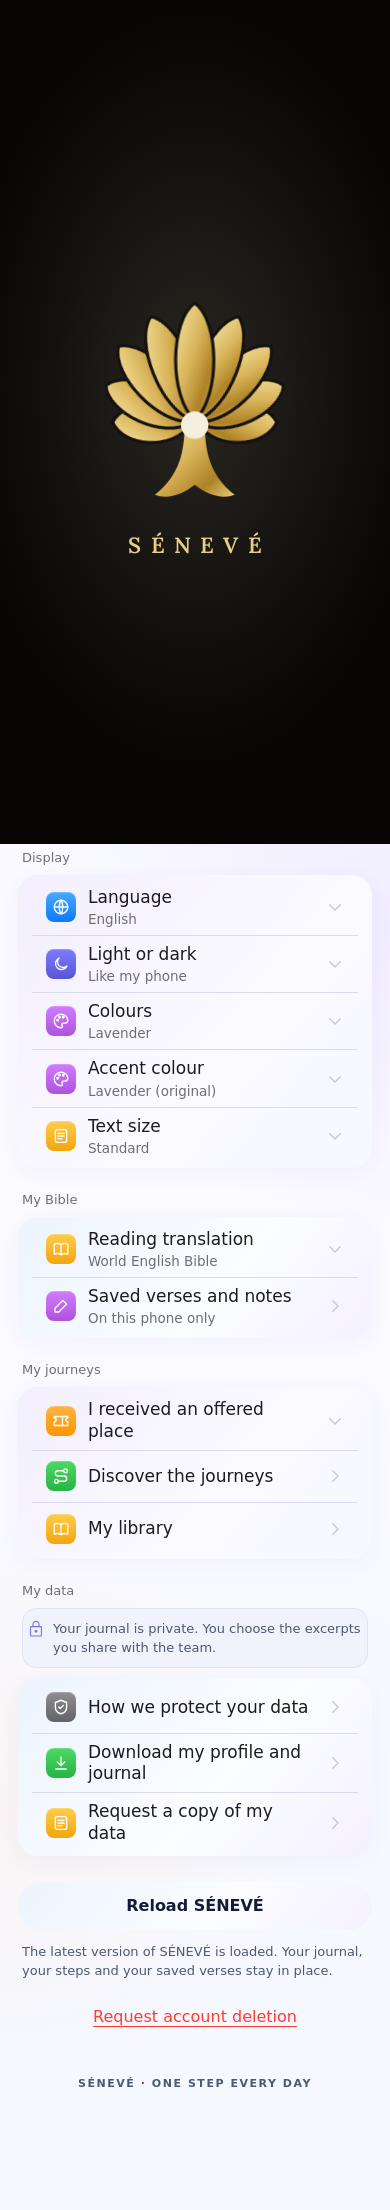 SÉNEVÉ
Display
Language
English
Light or dark
Like my phone
Colours
Lavender
Accent colour
Lavender (original)
Text size
Standard
My Bible
Reading translation
World English Bible
Saved verses and notes
On this phone only
My journeys
I received an offered
place
Discover the journeys
My library
My data
Your journal is private. You choose the excerpts
you share with the team.
How we protect your data
Download my profile and
journal
Request a copy of my
data
Reload SÉNEVÉ
The latest version of SÉNEVÉ is loaded. Your journal,
your steps and your saved verses stay in place.
Request account deletion
SÉNEVÉ · ONE STEP EVERY DAY